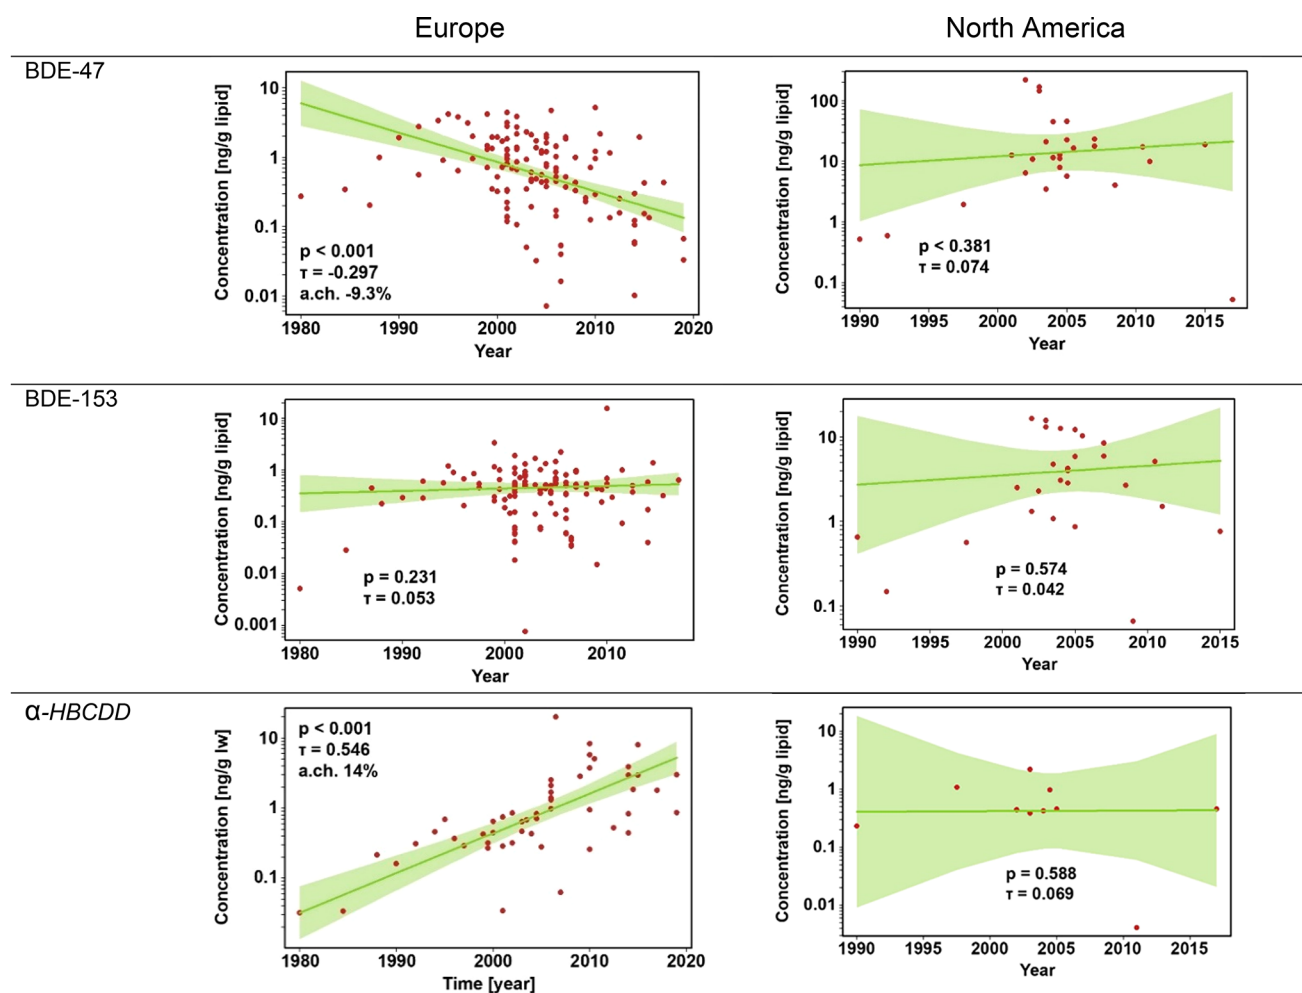 Europe
North America
BDE-47
Concentration [ng/g lipid]
10
1
0.1
0.01
p < 0.001
τ = -0.297
a.ch. -9.3%
1980
1990
2000
2010
2020
Year
Concentration [ng/g lipid]
100
10
1
0.1
p < 0.381
τ = 0.074
1990
1995
2000
2005
2010
2015
Year
BDE-153
Concentration [ng/g lipid]
10
1
0.1
0.01
0.001
p = 0.231
τ = 0.053
1980
1990
2000
2010
Year
Concentration [ng/g lipid]
10
1
0.1
p = 0.574
τ = 0.042
1990
1995
2000
2005
2010
2015
Year
α-HBCDD
Concentration [ng/g lw]
10
1
0.1
p < 0.001
τ = 0.546
a.ch. 14%
1980
1990
2000
2010
2020
Time [year]
Concentration [ng/g lipid]
10
1
0.1
0.01
p = 0.588
τ = 0.069
1990
1995
2000
2005
2010
2015
Year